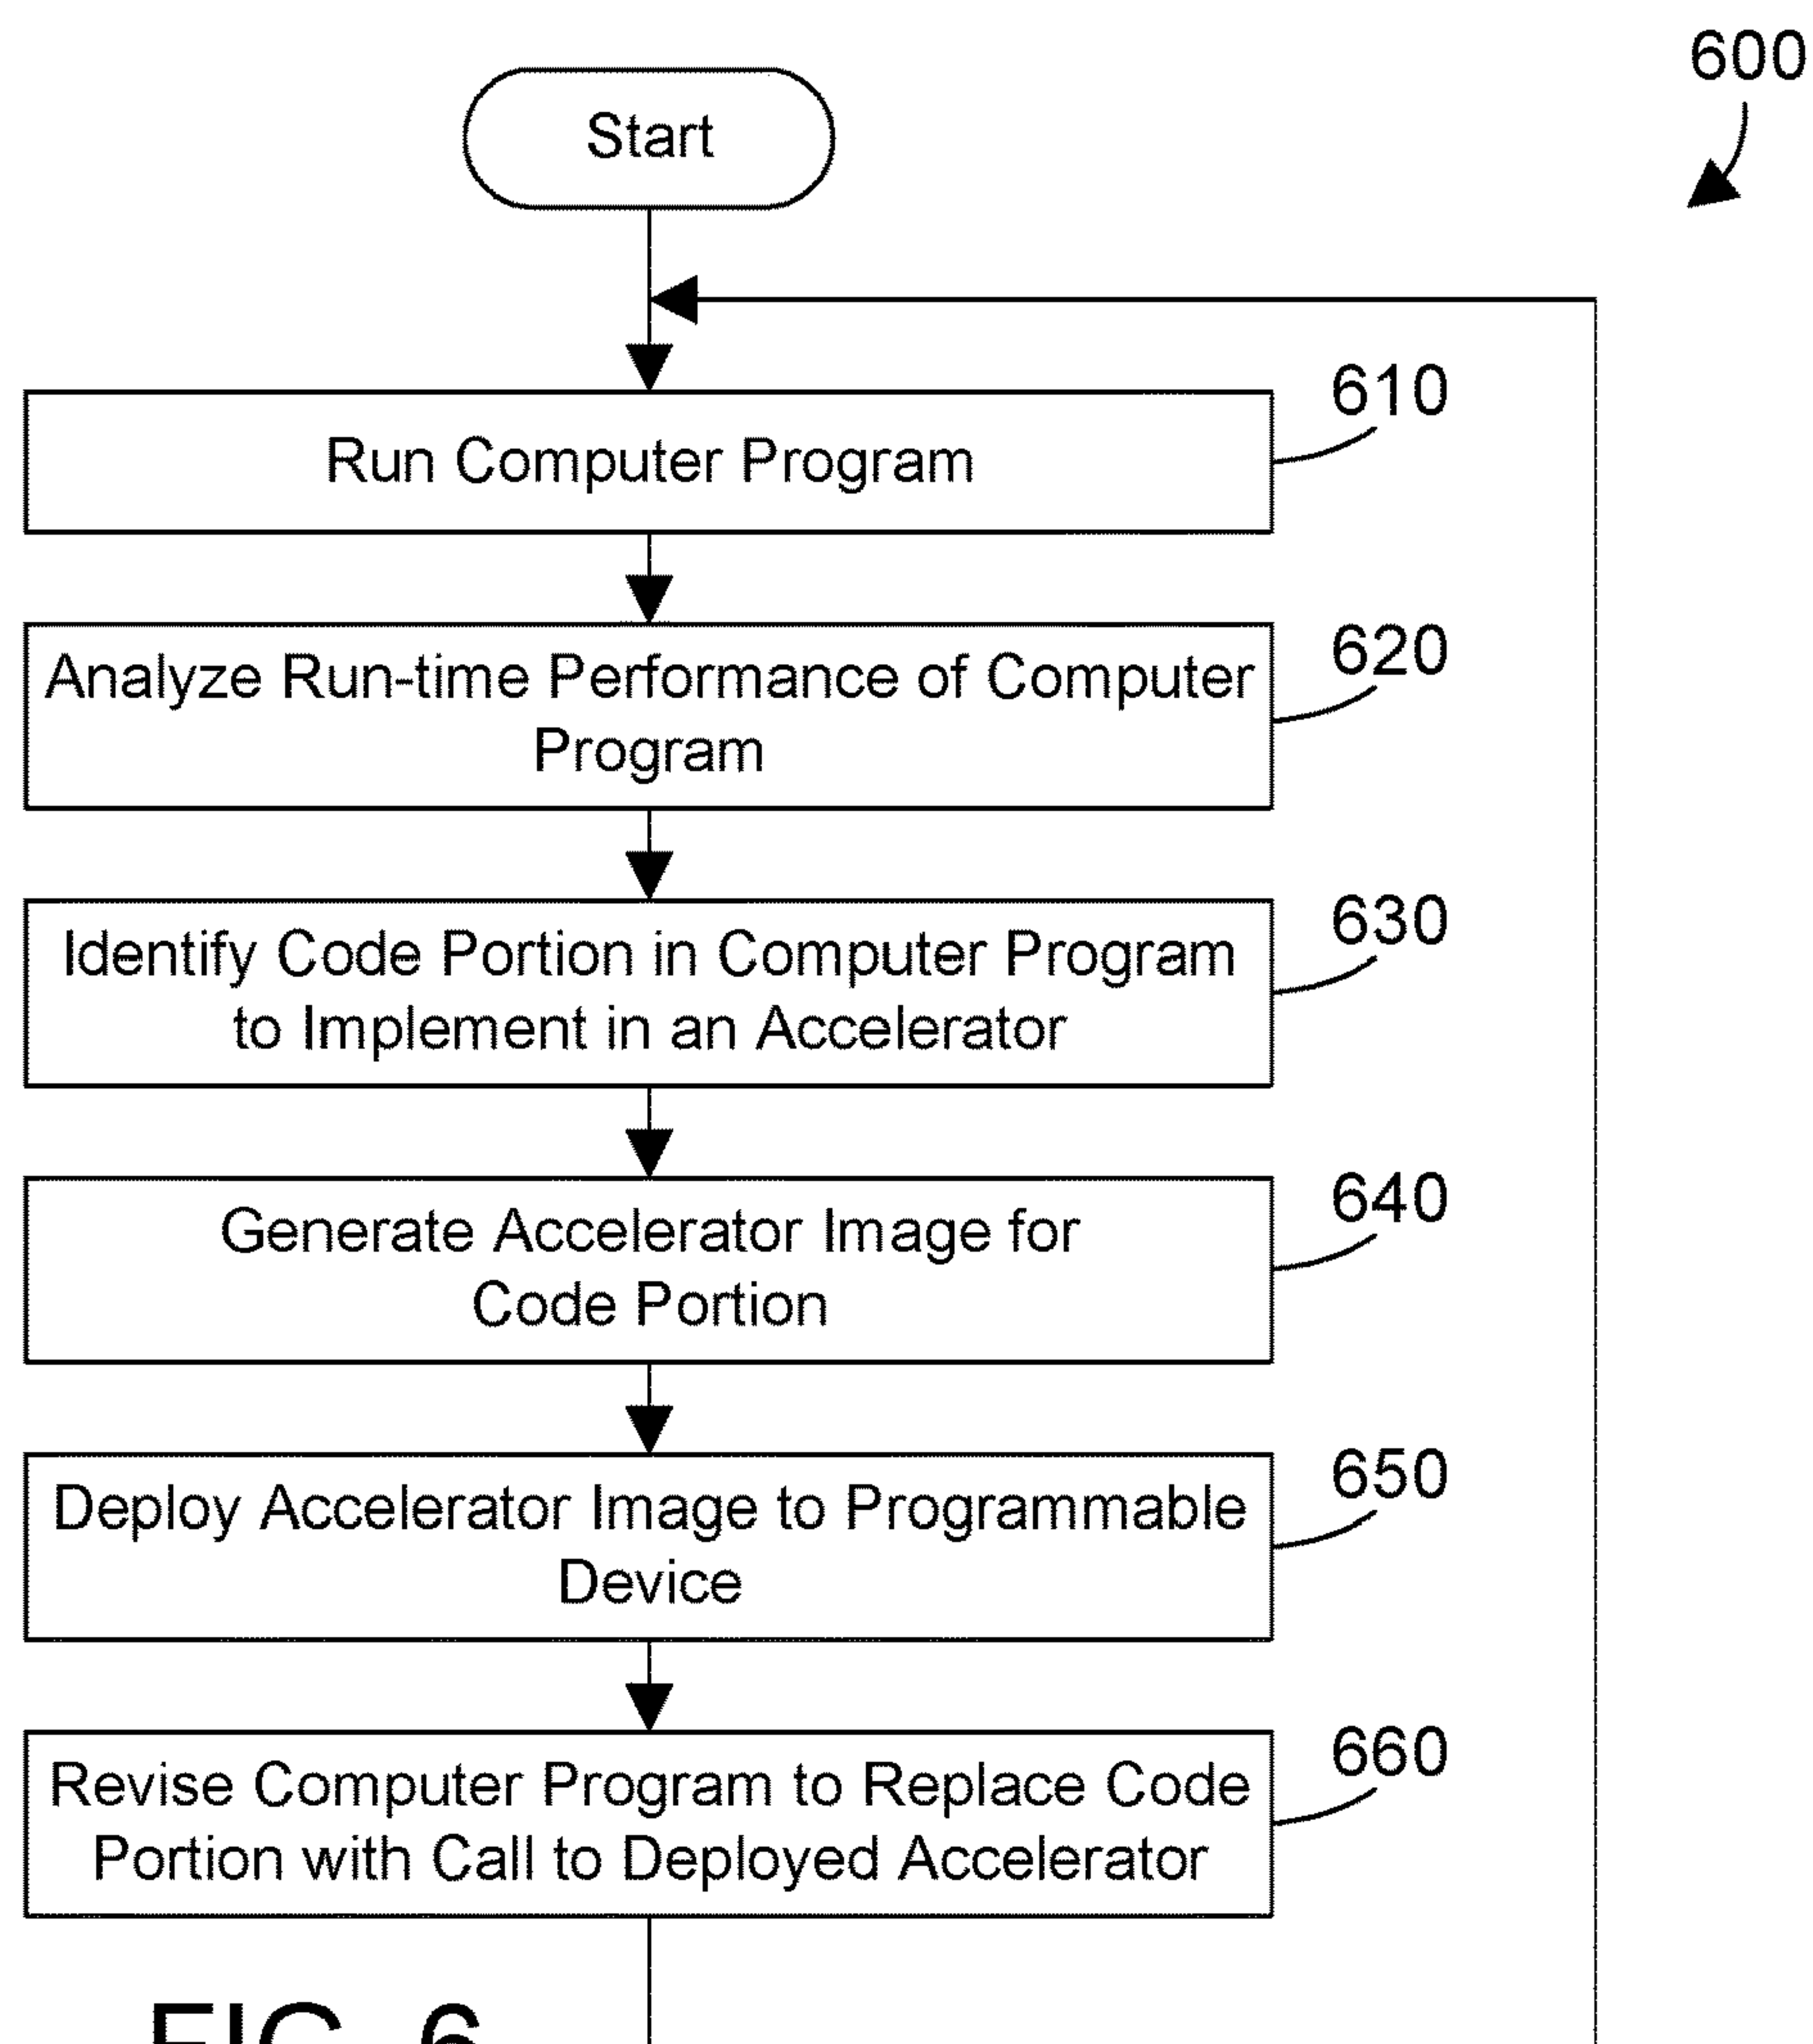 600
Start
610
Run Computer Program
620
Analyze Run-time Performance of Computer
Program
630
Identify Code Portion in Computer Program
to Implement in an Accelerator
640
Generate Accelerator Image for
Code Portion
650
Deploy Accelerator Image to Programmable
Device
660
Revise Computer Program to Replace Code
Portion with Call to Deployed Accelerator
FIG. 6